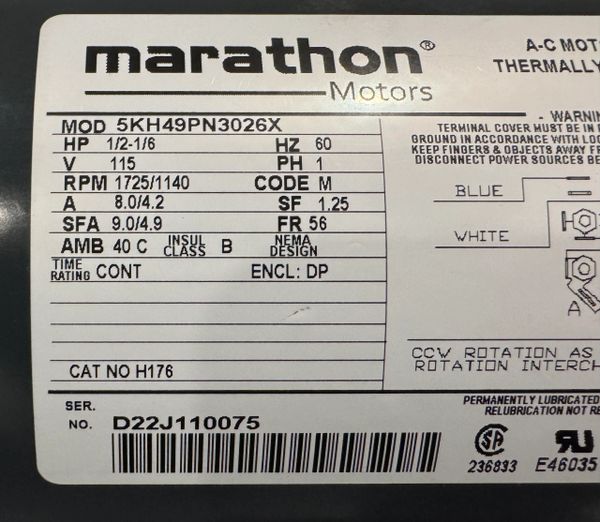 marathon®
Motors
A-C MOT
THERMALLY
MOD 5KH49PN3026X
HP 1/2-1/6 HZ 60
V 115 PH 1
RPM 1725/1140 CODE M
A 8.0/4.2 SF 1.25
SFA 9.0/4.9 FR 56
AMB 40 C INSUL CLASS B NEMA DESIGN
TIME RATING CONT ENCL: DP
CAT NO H176
SER.
NO. D22J110075
- WARNIN
TERMINAL COVER MUST BE IN
GROUND IN ACCORDANCE WITH LOC
KEEP FINGERS & OBJECTS AWAY F
DISCONNECT POWER SOURCES BE
BLUE
WHITE
A
CCW ROTATION AS
ROTATION INTERCH
PERMANENTLY LUBRICATED
RELUBRICATION NOT RE
236833 E46035